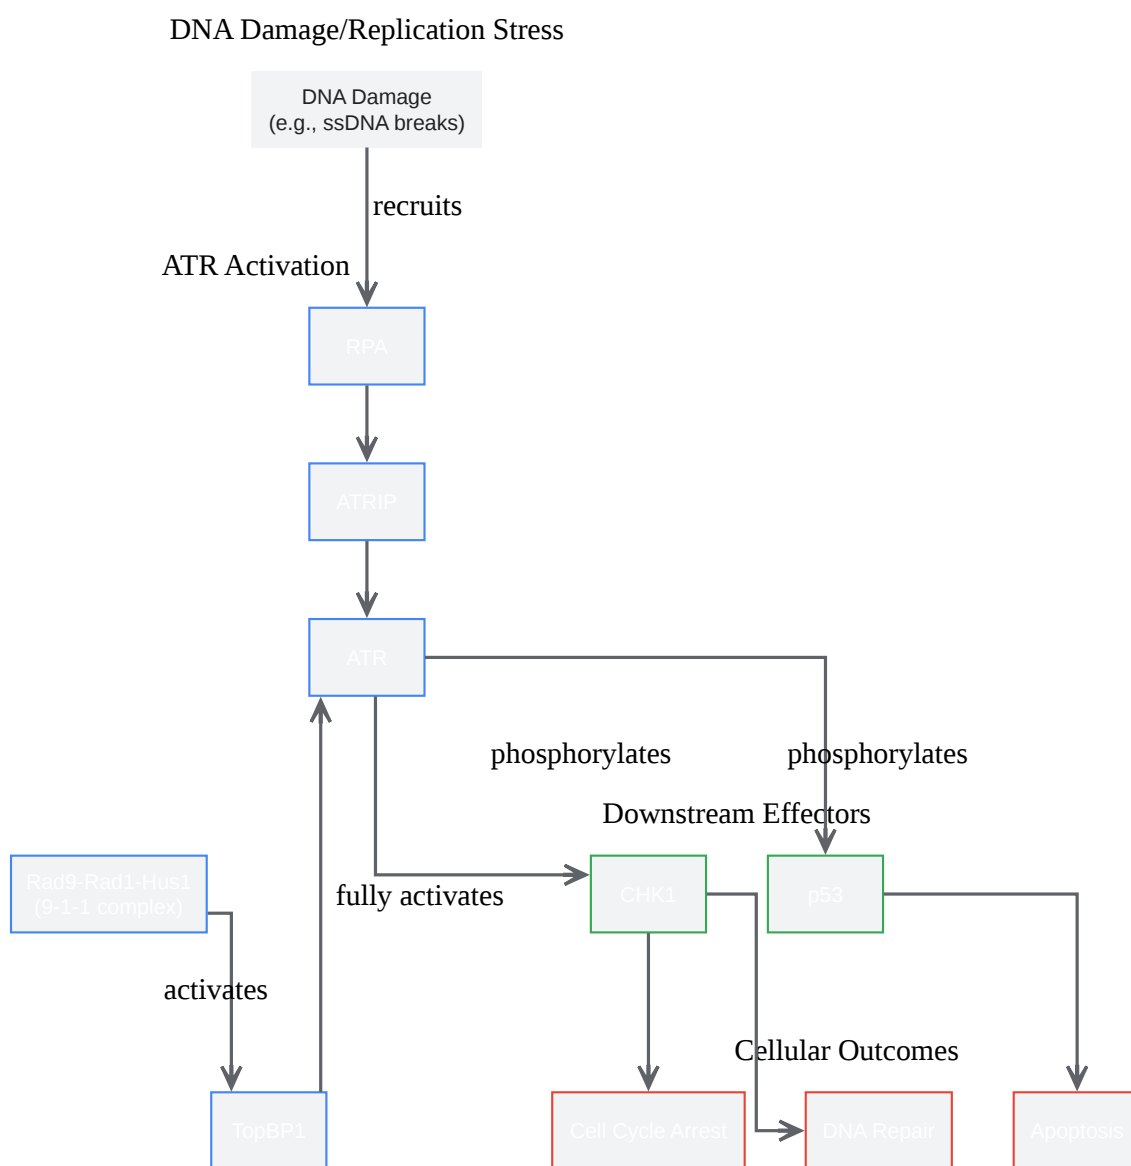 DNA Damage/Replication Stress
DNA Damage
(e.g., ssDNA breaks)
recruits
ATR Activation
RPA
ATRIP
ATR
phosphorylates
phosphorylates
Downstream Effectors
Rad9-Rad1-Hus1
(9-1-1 complex)
fully activates
CHK1
p53
activates
Cellular Outcomes
TopBP1
Cell Cycle Arrest
DNA Repair
Apoptosis